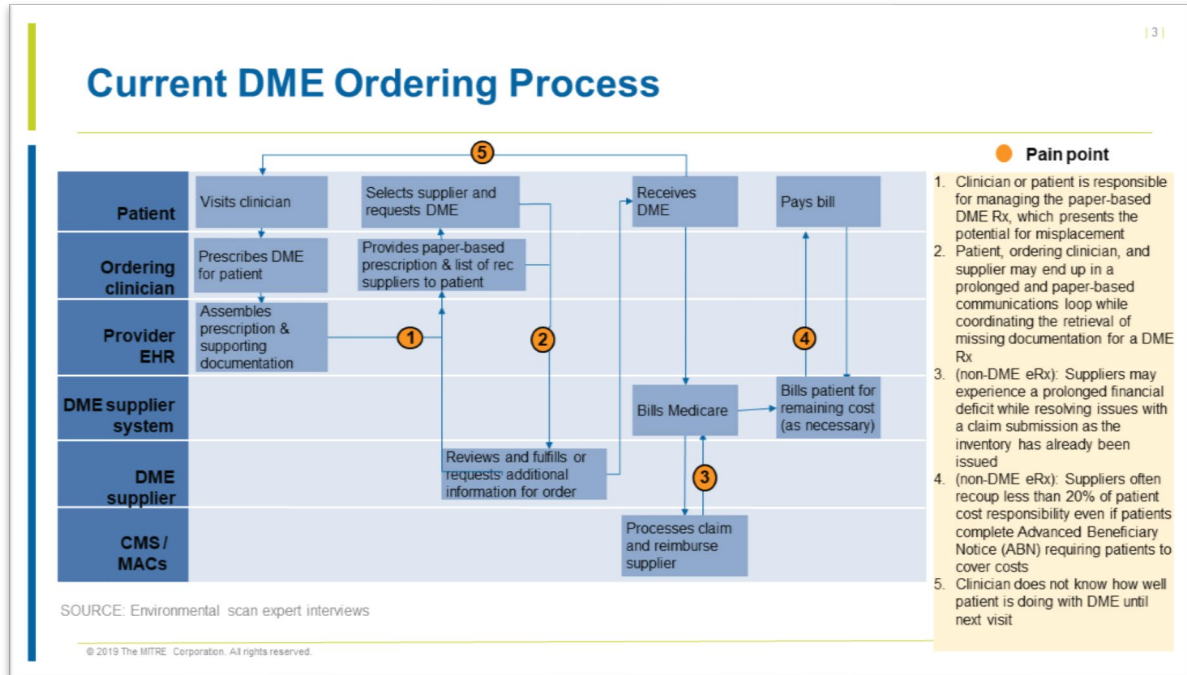 | 3 |
Current DME Ordering Process
5
Pain point
Patient
Visits clinician
Selects supplier and
requests DME
Receives
DME
Pays bill
Ordering
clinician
Prescribes DME
for patient
Provides paper-based
prescription & list of rec
suppliers to patient
Provider
EHR
Assembles
prescription &
supporting
documentation
1
2
4
DME supplier
system
Bills Medicare
Bills patient for
remaining cost
(as necessary)
DME
supplier
Reviews and fulfills or
requests additional
information for order
3
CMS /
MACs
Processes claim
and reimburse
supplier
1. Clinician or patient is responsible
for managing the paper-based
DME Rx, which presents the
potential for misplacement
2. Patient, ordering clinician, and
supplier may end up in a
prolonged and paper-based
communications loop while
coordinating the retrieval of
missing documentation for a DME
Rx
3. (non-DME eRx): Suppliers may
experience a prolonged financial
deficit while resolving issues with
a claim submission as the
inventory has already been
issued
4. (non-DME eRx): Suppliers often
recoup less than 20% of patient
cost responsibility even if patients
complete Advanced Beneficiary
Notice (ABN) requiring patients to
cover costs
5. Clinician does not know how well
patient is doing with DME until
next visit
SOURCE: Environmental scan expert interviews
© 2019 The MITRE Corporation. All rights reserved.